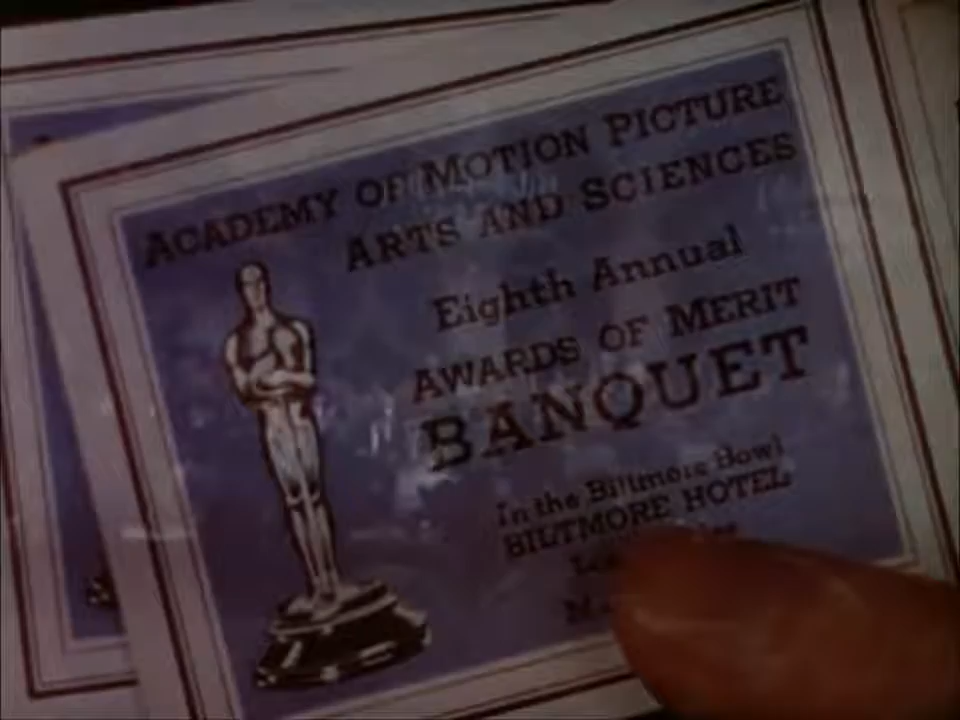 ACADEMY OF MOTION PICTURE
ARTS AND SCIENCES
Eighth Annual
AWARDS OF MERIT
BANQUET
In the Biltmore Bowl
BILTMORE HOTEL